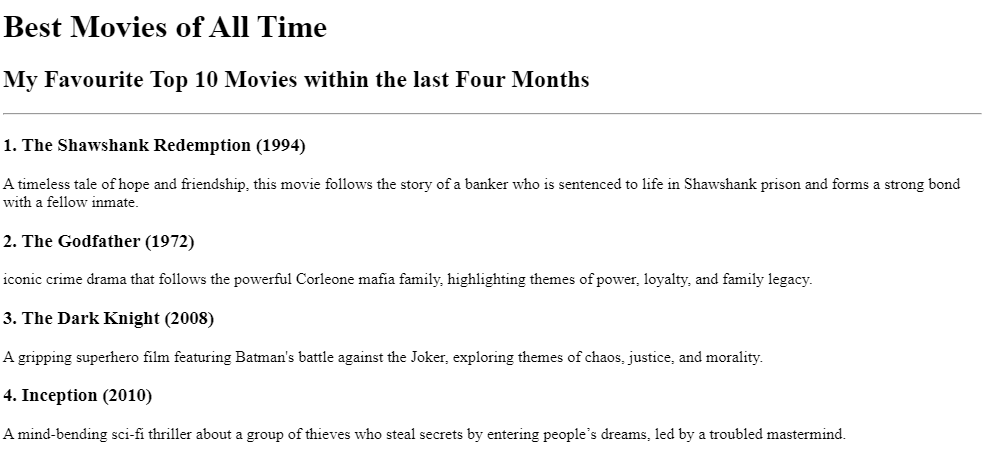 Best Movies of All Time
My Favourite Top 10 Movies within the last Four Months
1. The Shawshank Redemption (1994)
A timeless tale of hope and friendship, this movie follows the story of a banker who is sentenced to life in Shawshank prison and forms a strong bond
with a fellow inmate.
2. The Godfather (1972)
iconic crime drama that follows the powerful Corleone mafia family, highlighting themes of power, loyalty, and family legacy.
3. The Dark Knight (2008)
A gripping superhero film featuring Batman's battle against the Joker, exploring themes of chaos, justice, and morality.
4. Inception (2010)
A mind-bending sci-fi thriller about a group of thieves who steal secrets by entering people’s dreams, led by a troubled mastermind.